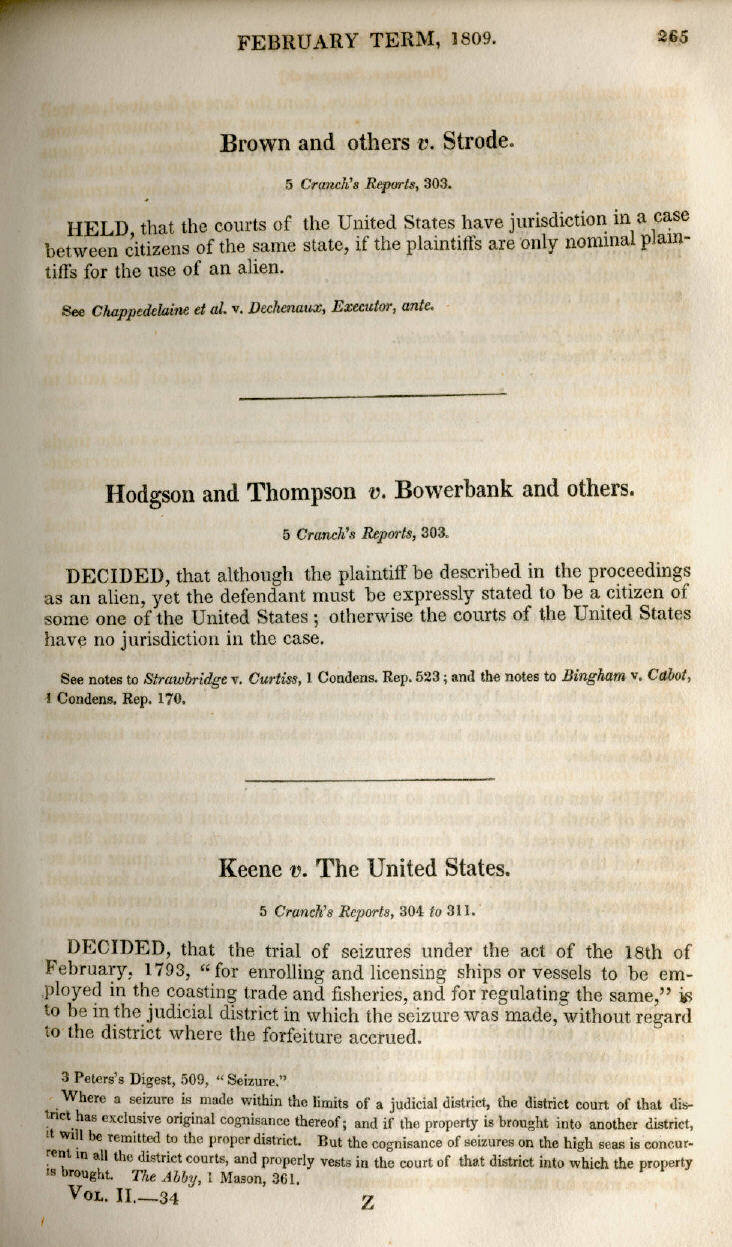 FEBRUARY TERM, 1809. 265
Brown and others v. Strode.
5 Cranch's Reports, 303.
HELD, that the courts of the United States have jurisdiction in a case
between citizens of the same state, if the plaintiffs are only nominal plain-
tiffs for the use of an alien.
See Chappedelaine et al. v. Dechenaux, Executor, ante.
Hodgson and Thompson v. Bowerbank and others.
5 Cranch's Reports, 303.
DECIDED, that although the plaintiff be described in the proceedings
as an alien, yet the defendant must be expressly stated to be a citizen of
some one of the United States; otherwise the courts of the United States
have no jurisdiction in the case.
See notes to Strawbridge v. Curtiss, 1 Condens. Rep. 523; and the notes to Bingham v. Cabot,
1 Condens. Rep. 170.
Keene v. The United States.
5 Cranch's Reports, 304 to 311.
DECIDED, that the trial of seizures under the act of the 18th of
February, 1793, "for enrolling and licensing ships or vessels to be em-
ployed in the coasting trade and fisheries, and for regulating the same," is
to be in the judicial district in which the seizure was made, without regard
to the district where the forfeiture accrued.
3 Peters's Digest, 509, "Seizure."
Where a seizure is made within the limits of a judicial district, the district court of that dis-
trict has exclusive original cognisance thereof; and if the property is brought into another district,
it will be remitted to the proper district. But the cognisance of seizures on the high seas is concur-
rent in all the district courts, and properly vests in the court of that district into which the property
is brought. The Abby, 1 Mason, 361.
VOL. II.—34 Z